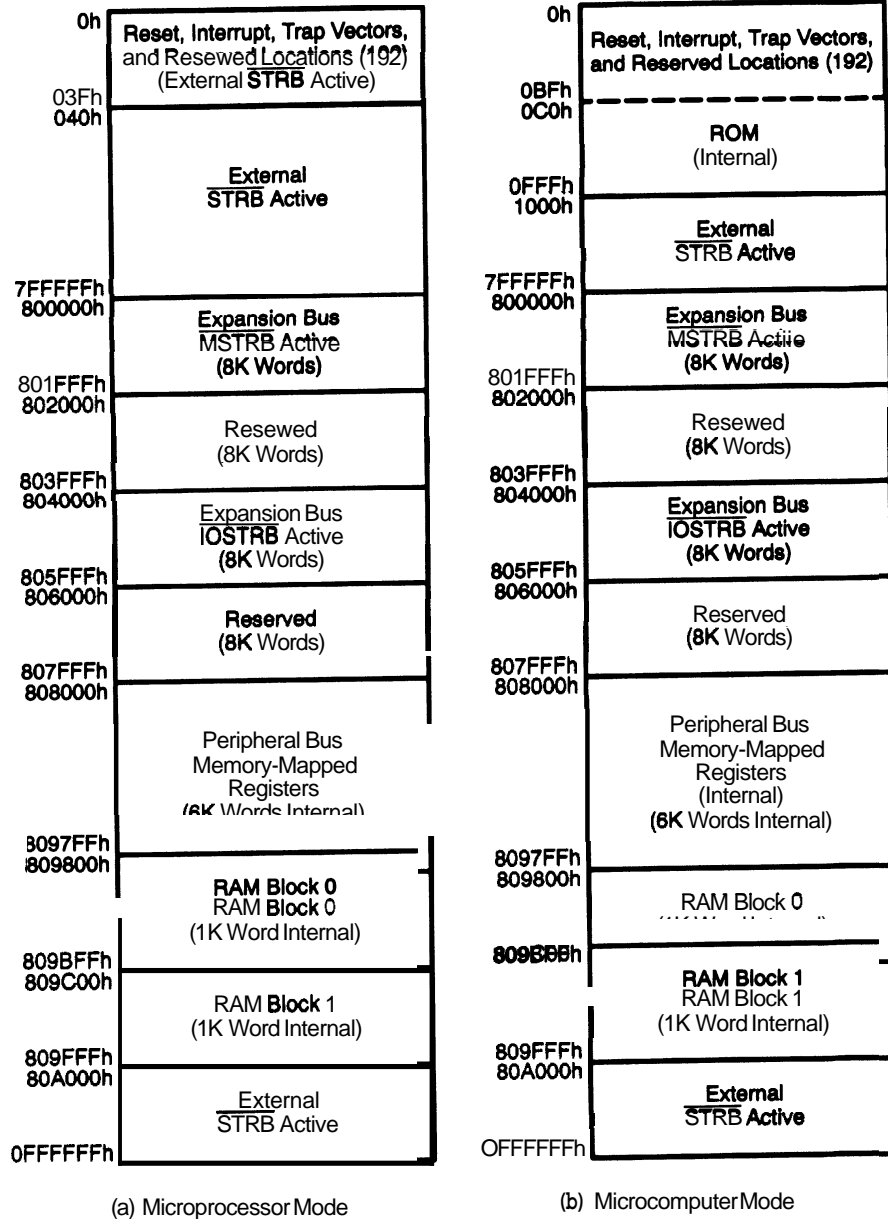 0h
Reset, Interrupt, Trap Vectors,
and Resewed Locations (192)
(External STRB Active)
03Fh
040h
External
STRB Active
7FFFFFh
800000h
Expansion Bus
MSTRB Active
(8K Words)
801FFFh
802000h
Resewed
(8K Words)
803FFFh
804000h
Expansion Bus
IOSTRB Active
(8K Words)
805FFFh
806000h
Reserved
(8K Words)
807FFFh
808000h
Peripheral Bus
Memory-Mapped
Registers
(6K Words Internal)
8097FFh
809800h
RAM Block 0
RAM Block 0
(1K Word Internal)
809BFFh
809C00h
RAM Block 1
(1K Word Internal)
809FFFh
80A000h
External
STRB Active
0FFFFFFh
(a) Microprocessor Mode
0h
Reset, Interrupt, Trap Vectors,
and Reserved Locations (192)
0BFh
0C0h
ROM
(Internal)
0FFFh
1000h
External
STRB Active
7FFFFFh
800000h
Expansion Bus
MSTRB Actiie
(8K Words)
801FFFh
802000h
Resewed
(8K Words)
803FFFh
804000h
Expansion Bus
IOSTRB Active
(8K Words)
805FFFh
806000h
Reserved
(8K Words)
807FFFh
808000h
Peripheral Bus
Memory-Mapped
Registers
(Internal)
(6K Words Internal)
8097FFh
809800h
RAM Block 0
RAM Block 1
RAM Block 1
(1K Word Internal)
809FFFh
80A000h
External
STRB Active
OFFFFFFh
(b) Microcomputer Mode